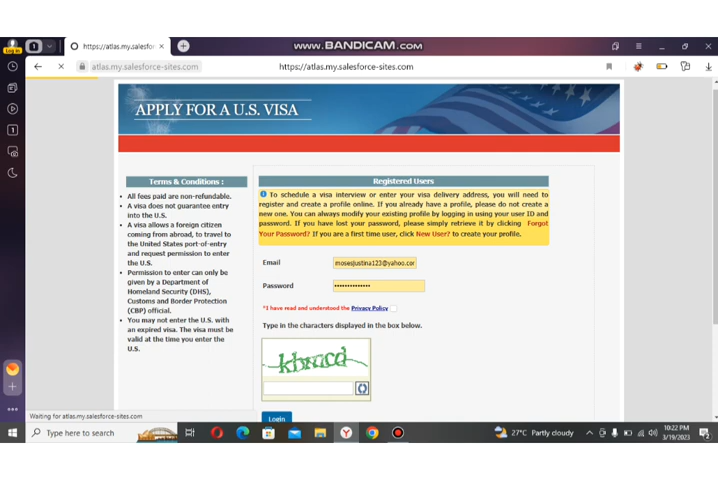 WWW.BANDICAM.COM
Log in
1
https://atlas.my.salesfor
atlas.my.salesforce-sites.com
https://atlas.my.salesforce-sites.com
APPLY FOR A U.S. VISA
Terms & Conditions :
• All fees paid are non-refundable.
• A visa does not guarantee entry
into the U.S.
• A visa allows a foreign citizen
coming from abroad, to travel to
the United States port-of-entry
and request permission to enter
the U.S.
• Permission to enter can only be
given by a Department of
Homeland Security (DHS),
Customs and Border Protection
(CBP) official.
• You may not enter the U.S. with
an expired visa. The visa must be
valid at the time you enter the
U.S.
Registered Users
To schedule a visa interview or enter your visa delivery address, you will need to
register and create a profile online. If you already have a profile, please do not create a
new one. You can always modify your existing profile by logging in using your user ID and
password. If you have lost your password, please simply retrieve it by clicking Forgot
Your Password? If you are a first time user, click New User? to create your profile.
Email
mosesjustina123@yahoo.cor
Password
*I have read and understood the Privacy Policy
Type in the characters displayed in the box below.
Login
Waiting for atlas.my.salesforce-sites.com
Type here to search
27°C Partly cloudy
10:22 PM
3/19/2023
2